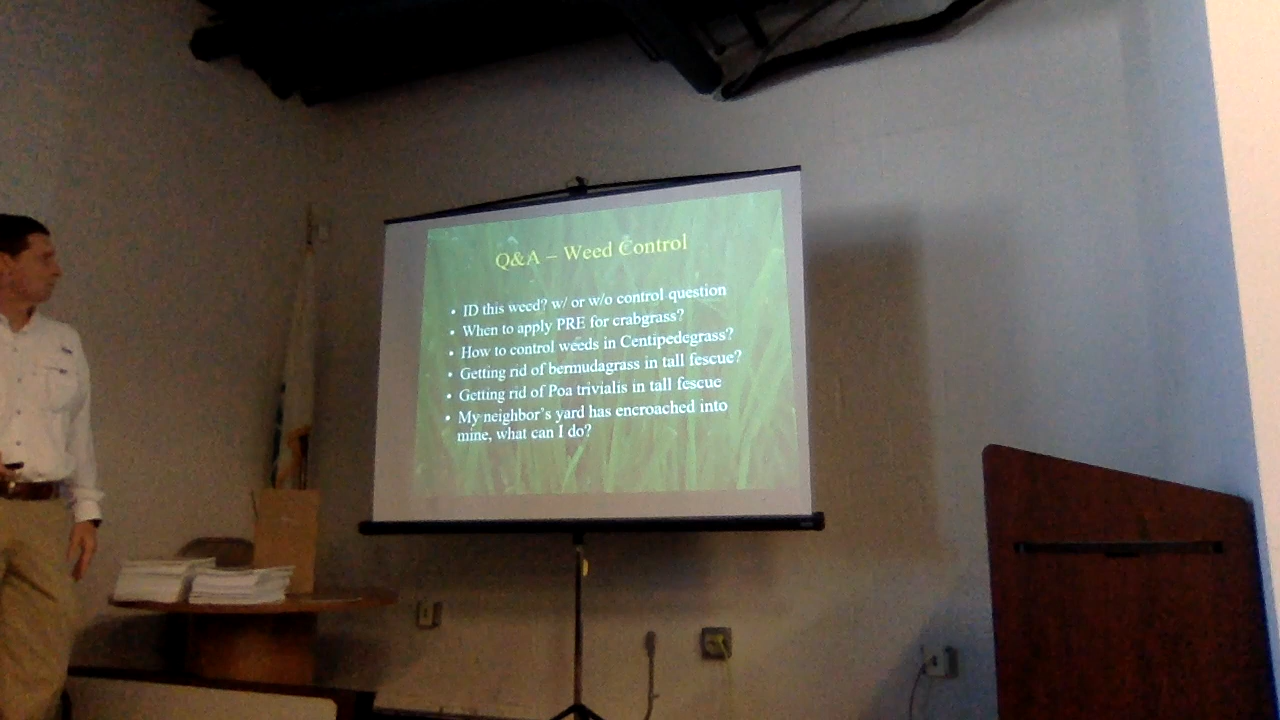 Q&A – Weed Control
• ID this weed? w/ or w/o control question
• When to apply PRE for crabgrass?
• How to control weeds in Centipedegrass?
• Getting rid of bermudagrass in tall fescue?
• Getting rid of Poa trivialis in tall fescue
• My neighbor's yard has encroached into
mine, what can I do?